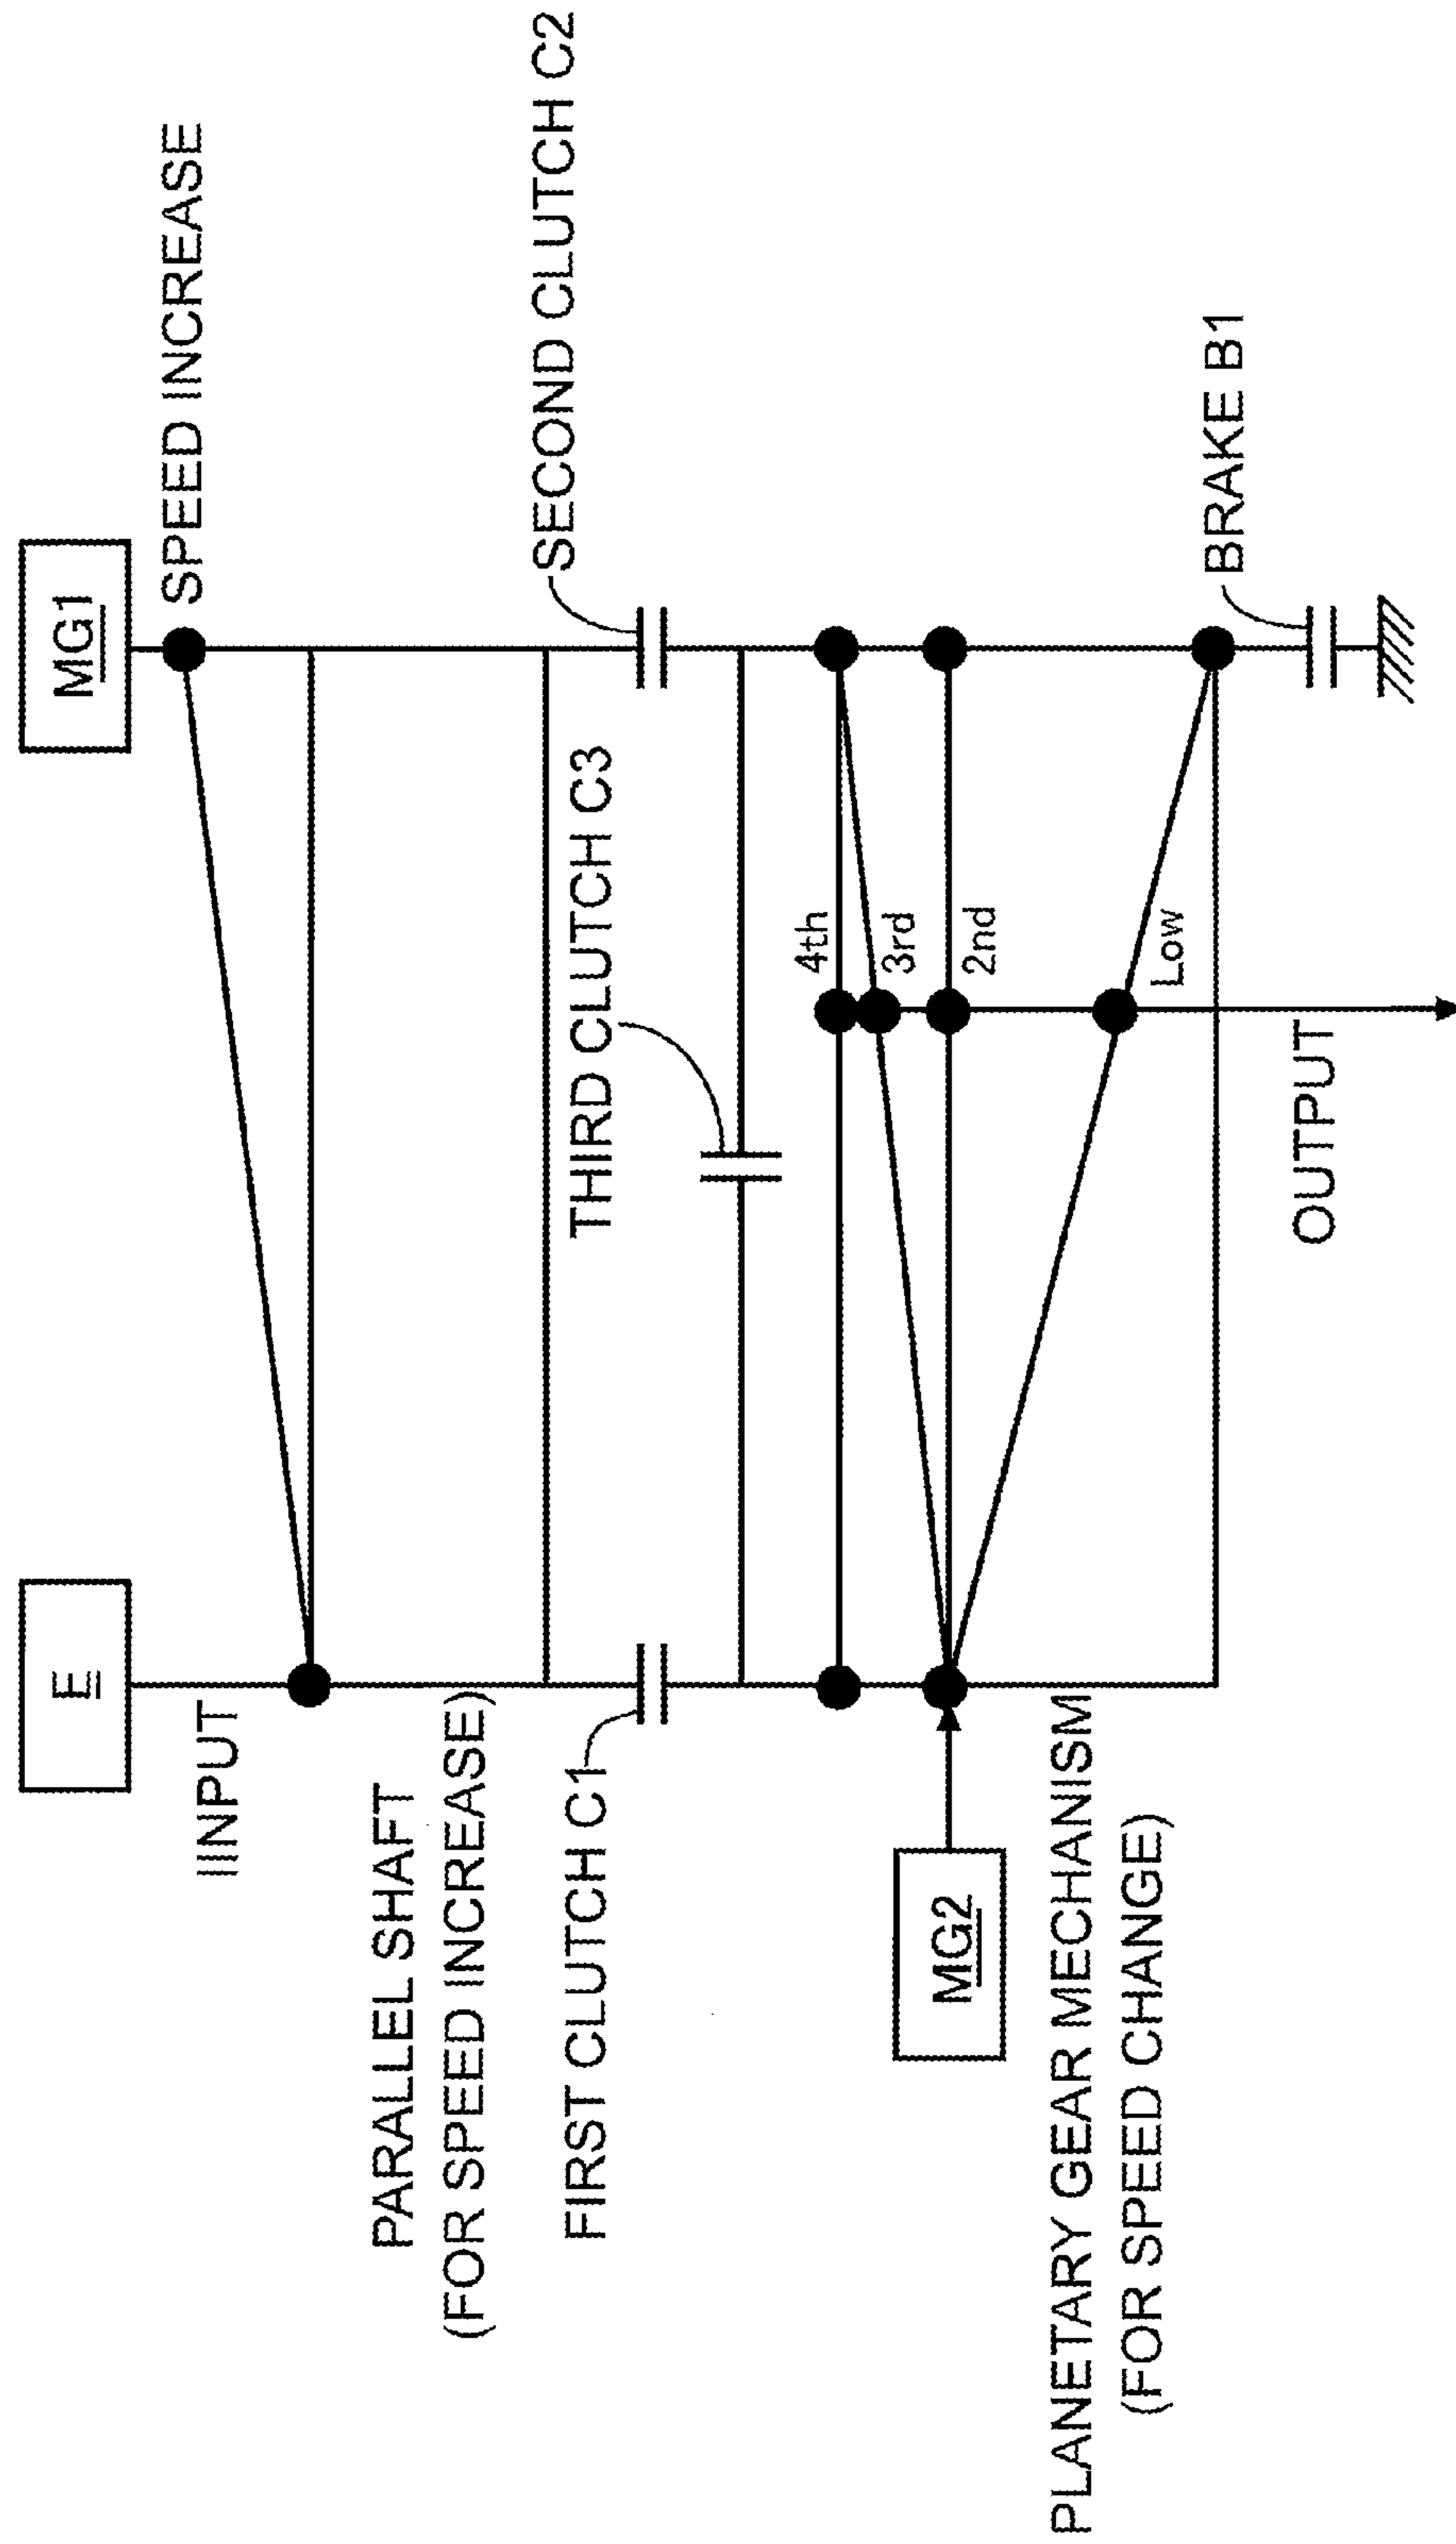 E
MG1
IINPUT
SPEED INCREASE
PARALLEL SHAFT
(FOR SPEED INCREASE)
FIRST CLUTCH C1
SECOND CLUTCH C2
THIRD CLUTCH C3
4th
3rd
2nd
Low
MG2
PLANETARY GEAR MECHANISM
(FOR SPEED CHANGE)
BRAKE B1
OUTPUT